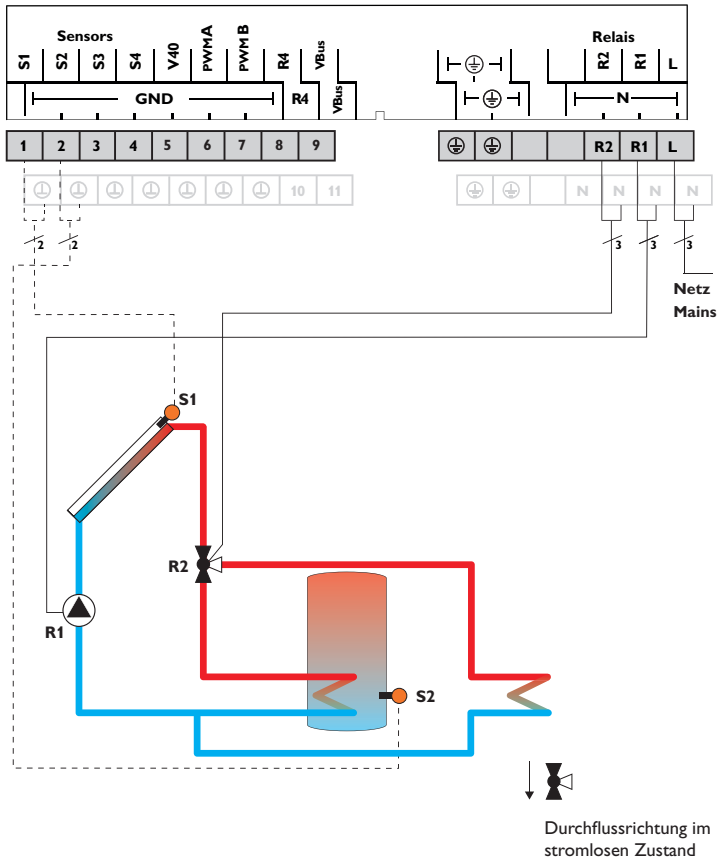 Sensors
Relais
S1 S2 S3 S4 V40 PWM A PWM B R4 VBus
R2 R1 L
GND R4 VBus
N
1 2 3 4 5 6 7 8 9
R2 R1 L
10 11
N N N N
2 2
3 3 3
Netz
Mains
S1
R2
R1
S2
Durchflussrichtung im
stromlosen Zustand